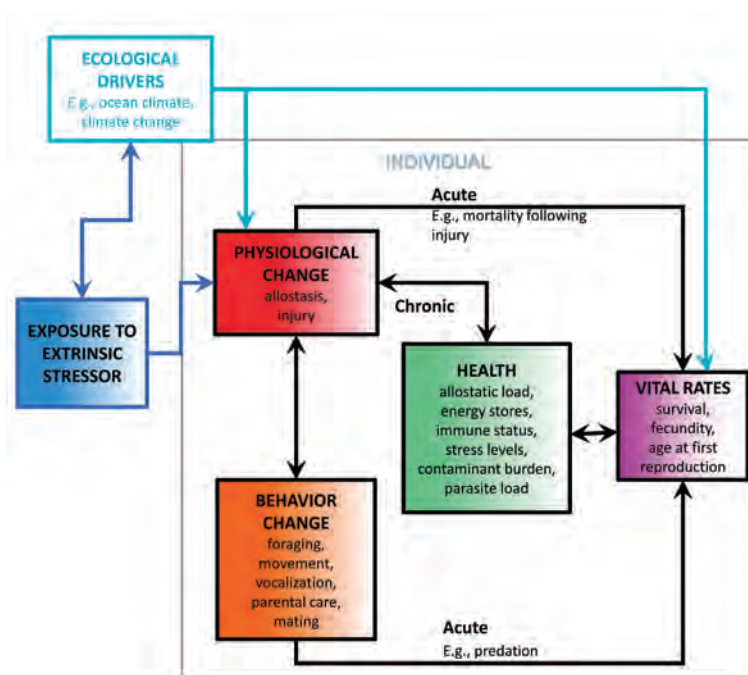 ECOLOGICAL
DRIVERS
E.g., ocean climate,
climate change
INDIVIDUAL
Acute
E.g., mortality following
injury
PHYSIOLOGICAL
CHANGE
allostasis,
injury
Chronic
EXPOSURE TO
EXTRINSIC
STRESSOR
HEALTH
allostatic load,
energy stores,
immune status,
stress levels,
contaminant burden,
parasite load
VITAL RATES
survival,
fecundity,
age at first
reproduction
BEHAVIOR
CHANGE
foraging,
movement,
vocalization,
parental care,
mating
Acute
E.g., predation